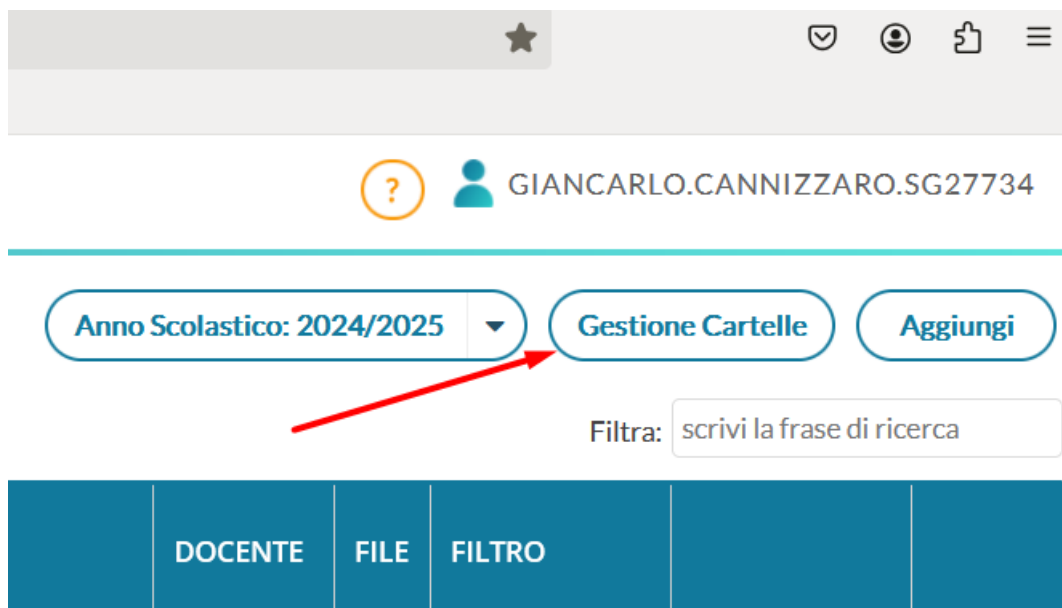 ?
GIANCARLO.CANNIZZARO.SG27734
Anno Scolastico: 2024/2025
Gestione Cartelle
Aggiungi
Filtra: scrivi la frase di ricerca
DOCENTE FILE FILTRO